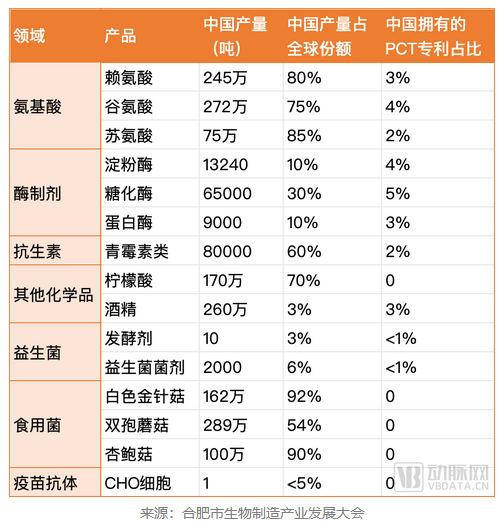 领域 产品 中国产量（吨） 中国产量占全球份额 中国拥有的PCT专利占比
氨基酸 赖氨酸 245万 80% 3%
谷氨酸 272万 75% 4%
苏氨酸 75万 85% 2%
酶制剂 淀粉酶 13240 10% 4%
糖化酶 65000 30% 5%
蛋白酶 9000 10% 3%
抗生素 青霉素类 80000 60% 2%
其他化学品 柠檬酸 170万 70% 0
酒精 260万 3% 3%
益生菌 发酵剂 10 3% <1%
益生菌菌剂 2000 6% <1%
食用菌 白色金针菇 162万 92% 0
双孢蘑菇 289万 54% 0
杏鲍菇 100万 90% 0
疫苗抗体 CHO细胞 1 <5% 0
动脉网
VBDATA.CN
来源：合肥市生物制造产业发展大会